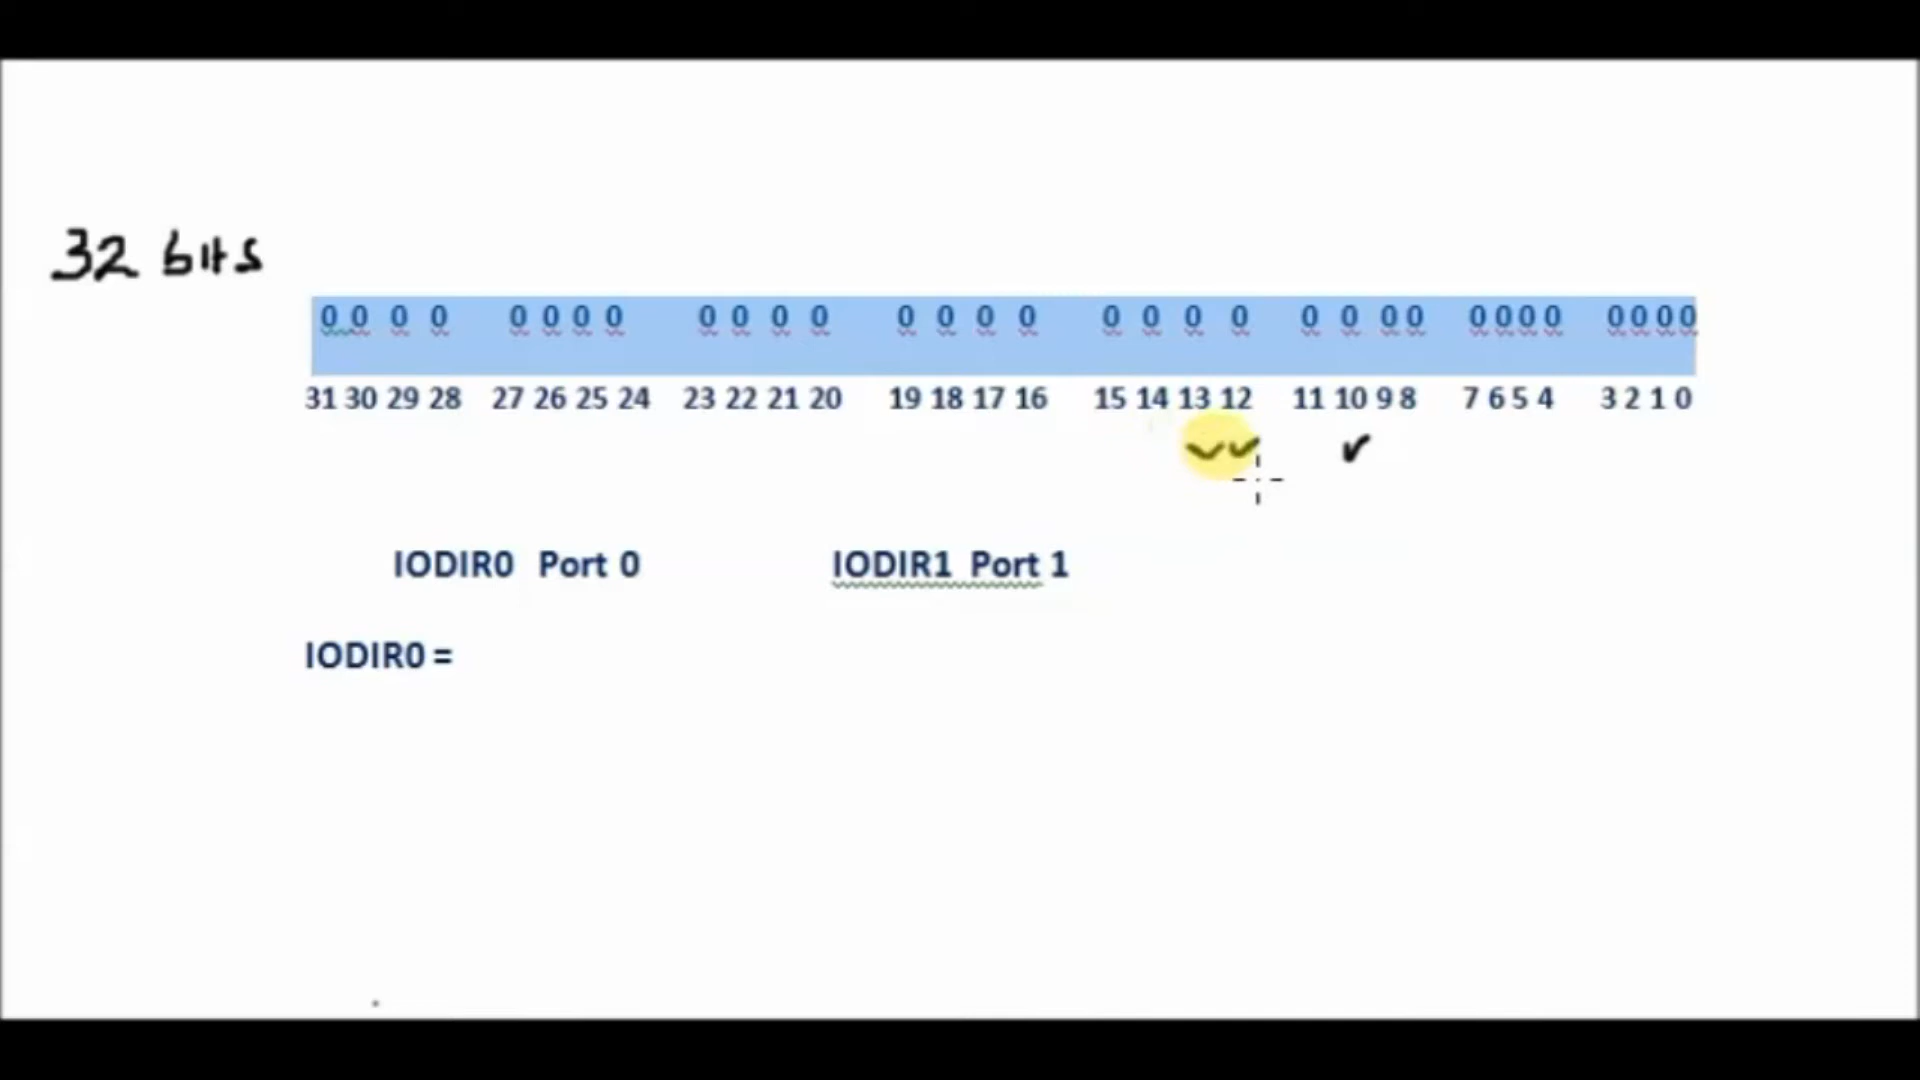 32 bits
0 0 0 0 0 0 0 0 0 0 0 0 0 0 0 0 0 0 0 0 0 0 0 0 0 0 0 0 0 0 0 0
31 30 29 28 27 26 25 24 23 22 21 20 19 18 17 16 15 14 13 12 11 10 9 8 7 6 5 4 3 2 1 0
IODIR0 Port 0 IODIR1 Port 1
IODIR0 =